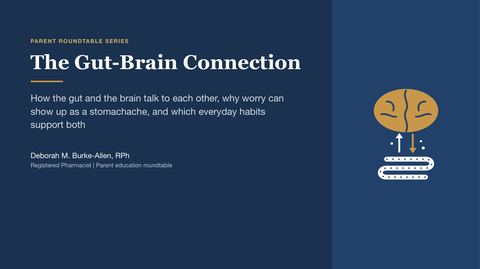 PARENT ROUNDTABLE SERIES
The Gut-Brain Connection
How the gut and the brain talk to each other, why worry can
show up as a stomachache, and which everyday habits
support both
Deborah M. Burke-Allen, RPh
Registered Pharmacist | Parent education roundtable